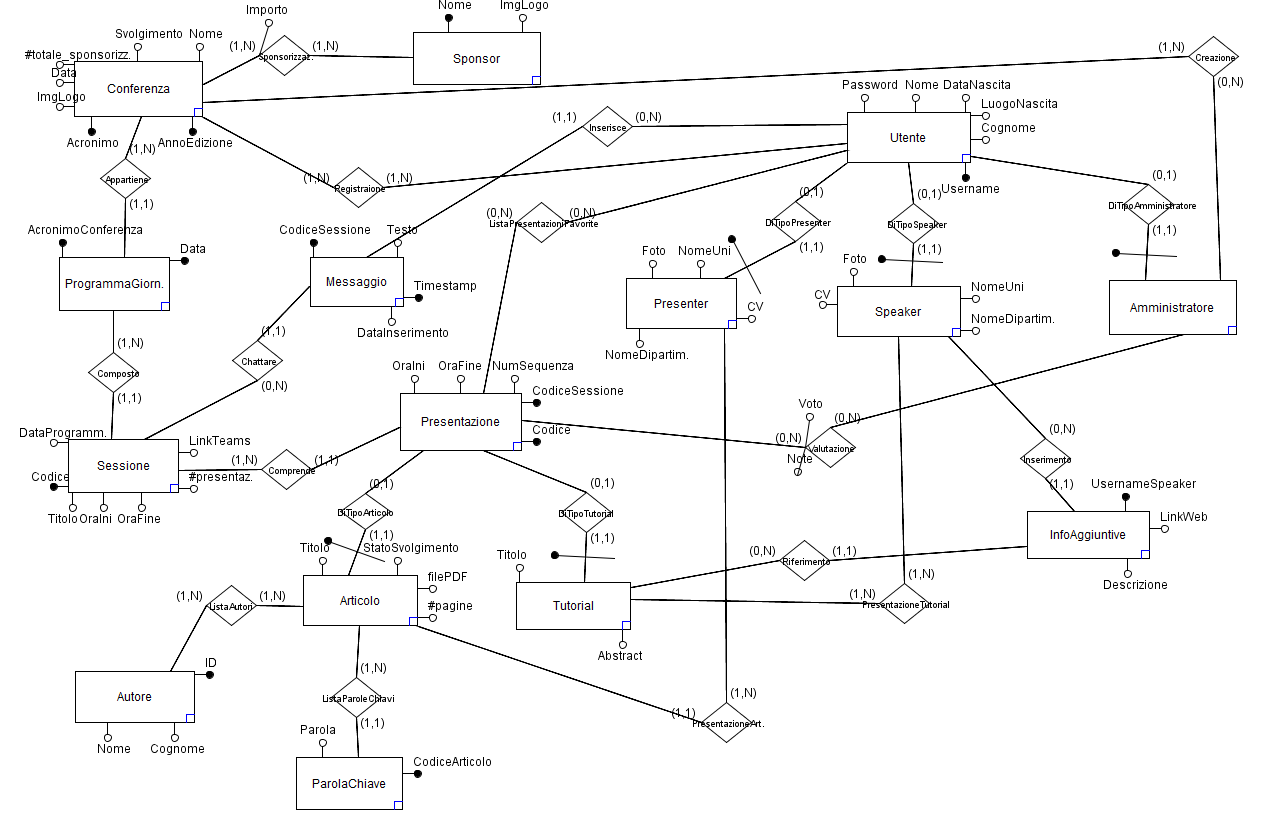 Importo
Nome
ImgLogo
Svolgimento
Nome
(1,N)
Sponsorizzaz.
(1,N)
Sponsor
#totale_sponsorizz.
Data
ImgLogo
Conferenza
Acronimo
AnnoEdizione
(1,N)
Creazione
(0,N)
Password
Nome
DataNascita
LuogoNascita
Cognome
Utente
Username
(1,1)
Inserisce
(0,N)
(1,N)
Appartiene
(1,1)
(1,N)
Registraione
(1,N)
(0,1)
DiTipoPresenter
(1,1)
(0,1)
DiTipoSpeaker
(1,1)
(0,1)
DiTipoAmministratore
(1,1)
(0,N)
ListaPresentazioniFavorite
(0,N)
AcronimoConferenza
Data
ProgrammaGiorn.
CodiceSessione
Testo
Messaggio
Timestamp
DataInserimento
Foto
NomeUni
Presenter
CV
NomeDipartim.
Foto
CV
Speaker
NomeUni
NomeDipartim.
Amministratore
(1,N)
Composto
(1,1)
(1,1)
Chattare
(0,N)
OraIni
OraFine
NumSequenza
CodiceSessione
Codice
Presentazione
Voto
(0,N)
(0,N)
Valutazione
Note
DataProgramm.
Codice
Sessione
LinkTeams
#presentaz.
Titolo
OraIni
OraFine
(1,N)
Comprende
(1,1)
(0,N)
Inserimento
(1,1)
(0,1)
DiTipoArticolo
(1,1)
(0,1)
DiTipoTutorial
(1,1)
UsernameSpeaker
LinkWeb
InfoAggiuntive
Descrizione
Titolo
StatoSvolgimento
filePDF
#pagine
Articolo
Titolo
Tutorial
Abstract
(0,N)
Riferimento
(1,1)
(1,N)
(1,N)
PresentazioneTutorial
(1,N)
ListaAutori
(1,N)
ID
Autore
Nome
Cognome
(1,N)
ListaParoleChiavi
(1,1)
(1,N)
(1,1)
PresentazioneArt.
Parola
CodiceArticolo
ParolaChiave